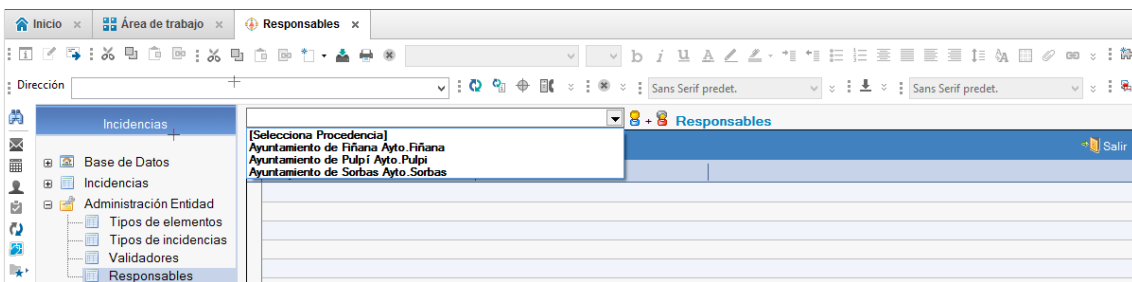 Inicio
Área de trabajo
Responsables
b i u A
Dirección
Sans Serif predet.
Sans Serif predet.
Incidencias
Responsables
[Selecciona Procedencia]
Ayuntamiento de Fiñana Ayto.Fiñana
Ayuntamiento de Pulpí Ayto.Pulpi
Ayuntamiento de Sorbas Ayto.Sorbas
Salir
Base de Datos
Incidencias
Administración Entidad
Tipos de elementos
Tipos de incidencias
Validadores
Responsables